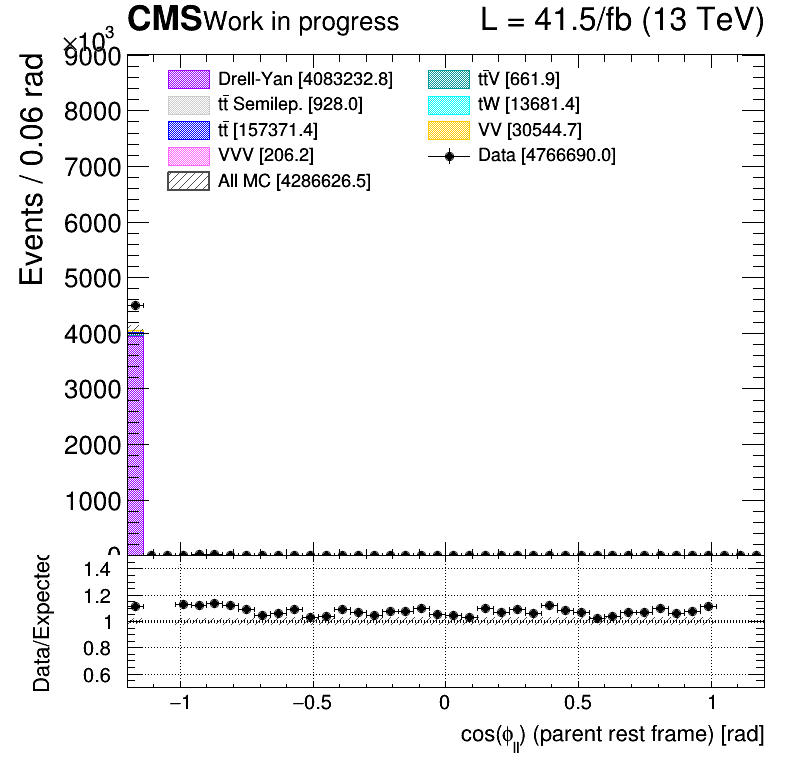 CMS Work in progress L = 41.5/fb (13 TeV)
×10³
Events / 0.06 rad
9000
8000
7000
6000
5000
4000
3000
2000
1000
0
Drell-Yan [4083232.8]
tt̄ Semilep. [928.0]
tt̄ [157371.4]
VVV [206.2]
All MC [4286626.5]
tt̄V [661.9]
tW [13681.4]
VV [30544.7]
Data [4766690.0]
Data/Expected
1.4
1.2
1
0.8
0.6
−1 −0.5 0 0.5 1
cos(ϕ_ll) (parent rest frame) [rad]